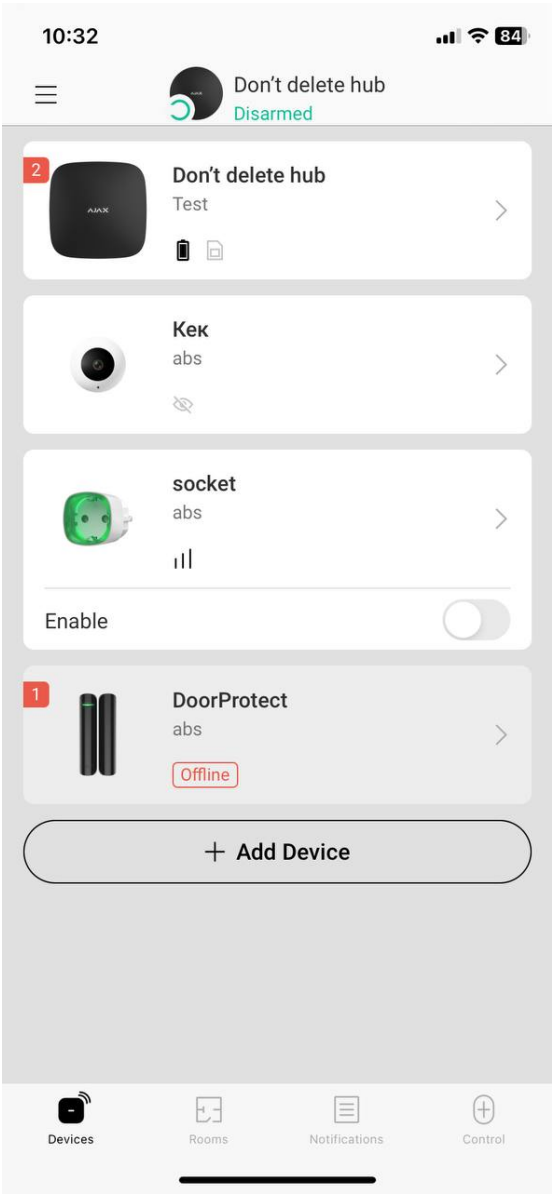 10:32
84
Don't delete hub
Disarmed
2
AJAX
Don't delete hub
Test
Кек
abs
socket
abs
Enable
1
DoorProtect
abs
Offline
+ Add Device
Devices
Rooms
Notifications
Control